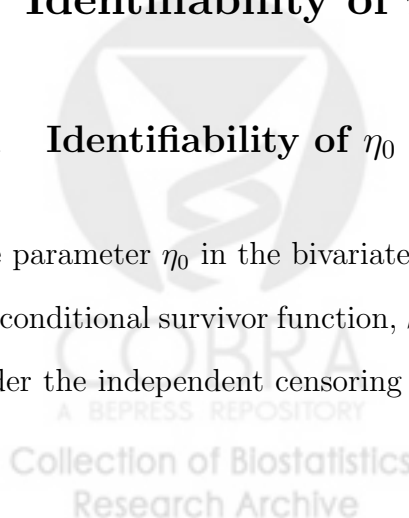 Identifiability of
Identifiability of η₀
parameter η₀ in the bivariate
conditional survivor function,
der the independent censoring
COBRA
A BEPRESS REPOSITORY
Collection of Biostatistics
Research Archive